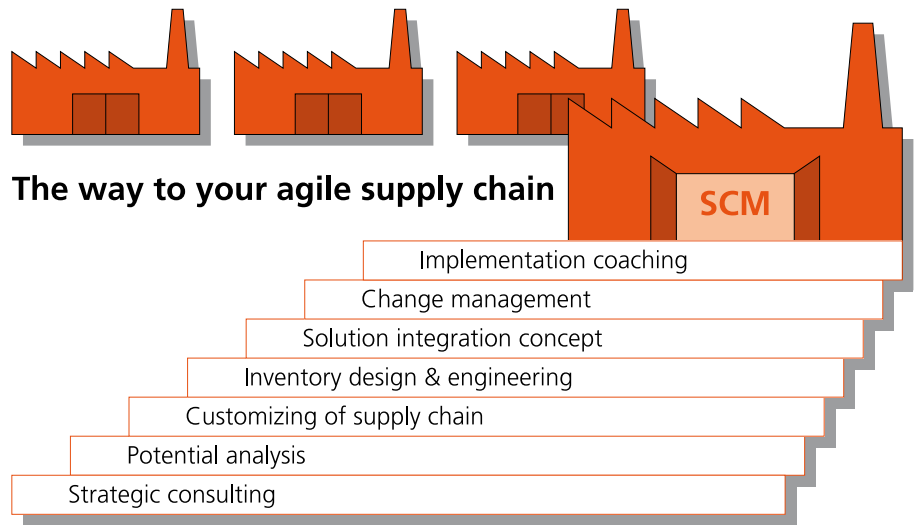 The way to your agile supply chain
SCM
Implementation coaching
Change management
Solution integration concept
Inventory design & engineering
Customizing of supply chain
Potential analysis
Strategic consulting